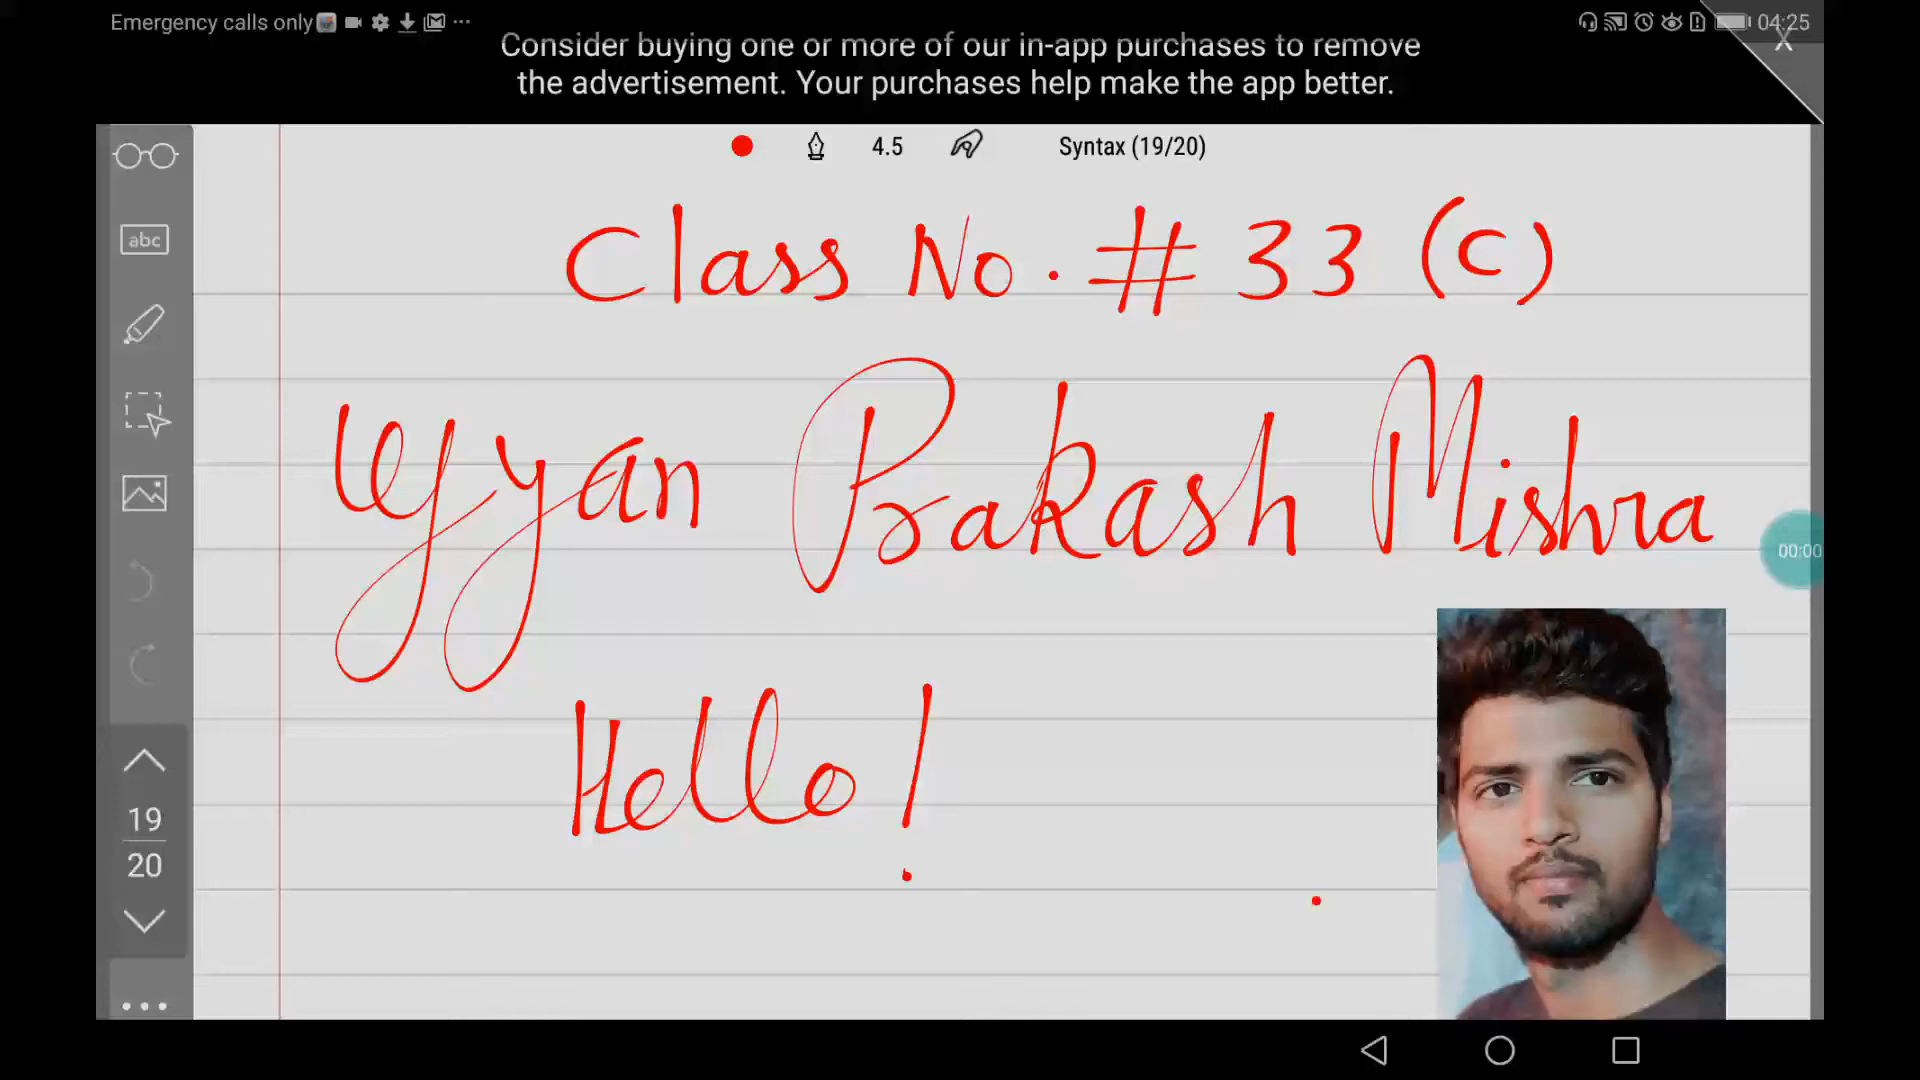 Emergency calls only
04:25
Consider buying one or more of our in-app purchases to remove
the advertisement. Your purchases help make the app better.
4.5 Syntax (19/20)
abc
Class No. # 33 (C)
Gyan Prakash Mishra
00:00
Hello!
19
20